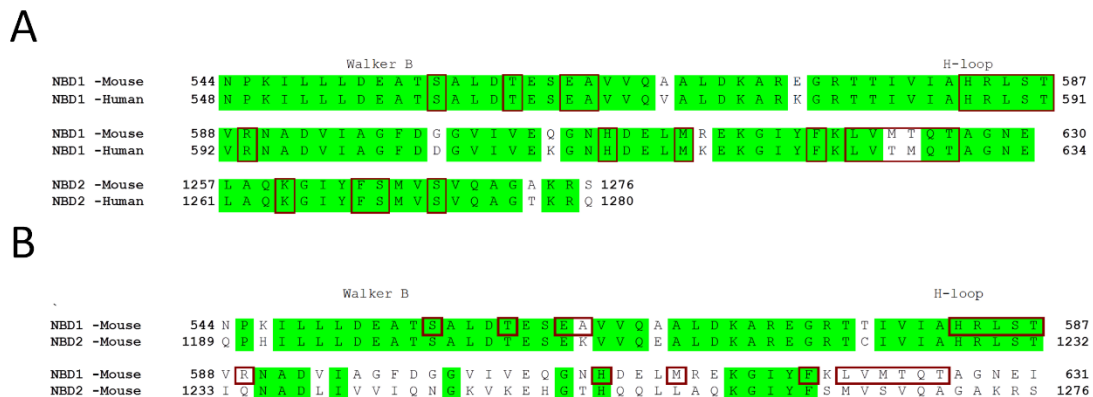 A
Walker B H-loop
NBD1 -Mouse 544 N P K I L L L D E A T S A L D T E S E A V V Q A A L D K A R E G R T T I V I A H R L S T 587
NBD1 -Human 548 N P K I L L L D E A T S A L D T E S E A V V Q V A L D K A R K G R T T I V I A H R L S T 591
NBD1 -Mouse 588 V R N A D V I A G F D G G V I V E Q G N H D E L M R E K G I Y F K L V M T Q T A G N E 630
NBD1 -Human 592 V R N A D V I A G F D D G V I V E K G N H D E L M K E K G I Y F K L V T M Q T A G N E 634
NBD2 -Mouse 1257 L A Q K G I Y F S M V S V Q A G A K R S 1276
NBD2 -Human 1261 L A Q K G I Y F S M V S V Q A G T K R Q 1280
B
Walker B H-loop
`
NBD1 -Mouse 544 N P K I L L L D E A T S A L D T E S E A V V Q A A L D K A R E G R T T I V I A H R L S T 587
NBD2 -Mouse 1189 Q P H I L L L D E A T S A L D T E S E K V V Q E A L D K A R E G R T C I V I A H R L S T 1232
NBD1 -Mouse 588 V R N A D V I A G F D G G V I V E Q G N H D E L M R E K G I Y F K L V M T Q T A G N E I 631
NBD2 -Mouse 1233 I Q N A D L I V V I Q N G K V K E H G T H Q Q L L A Q K G I Y F S M V S V Q A G A K R S 1276